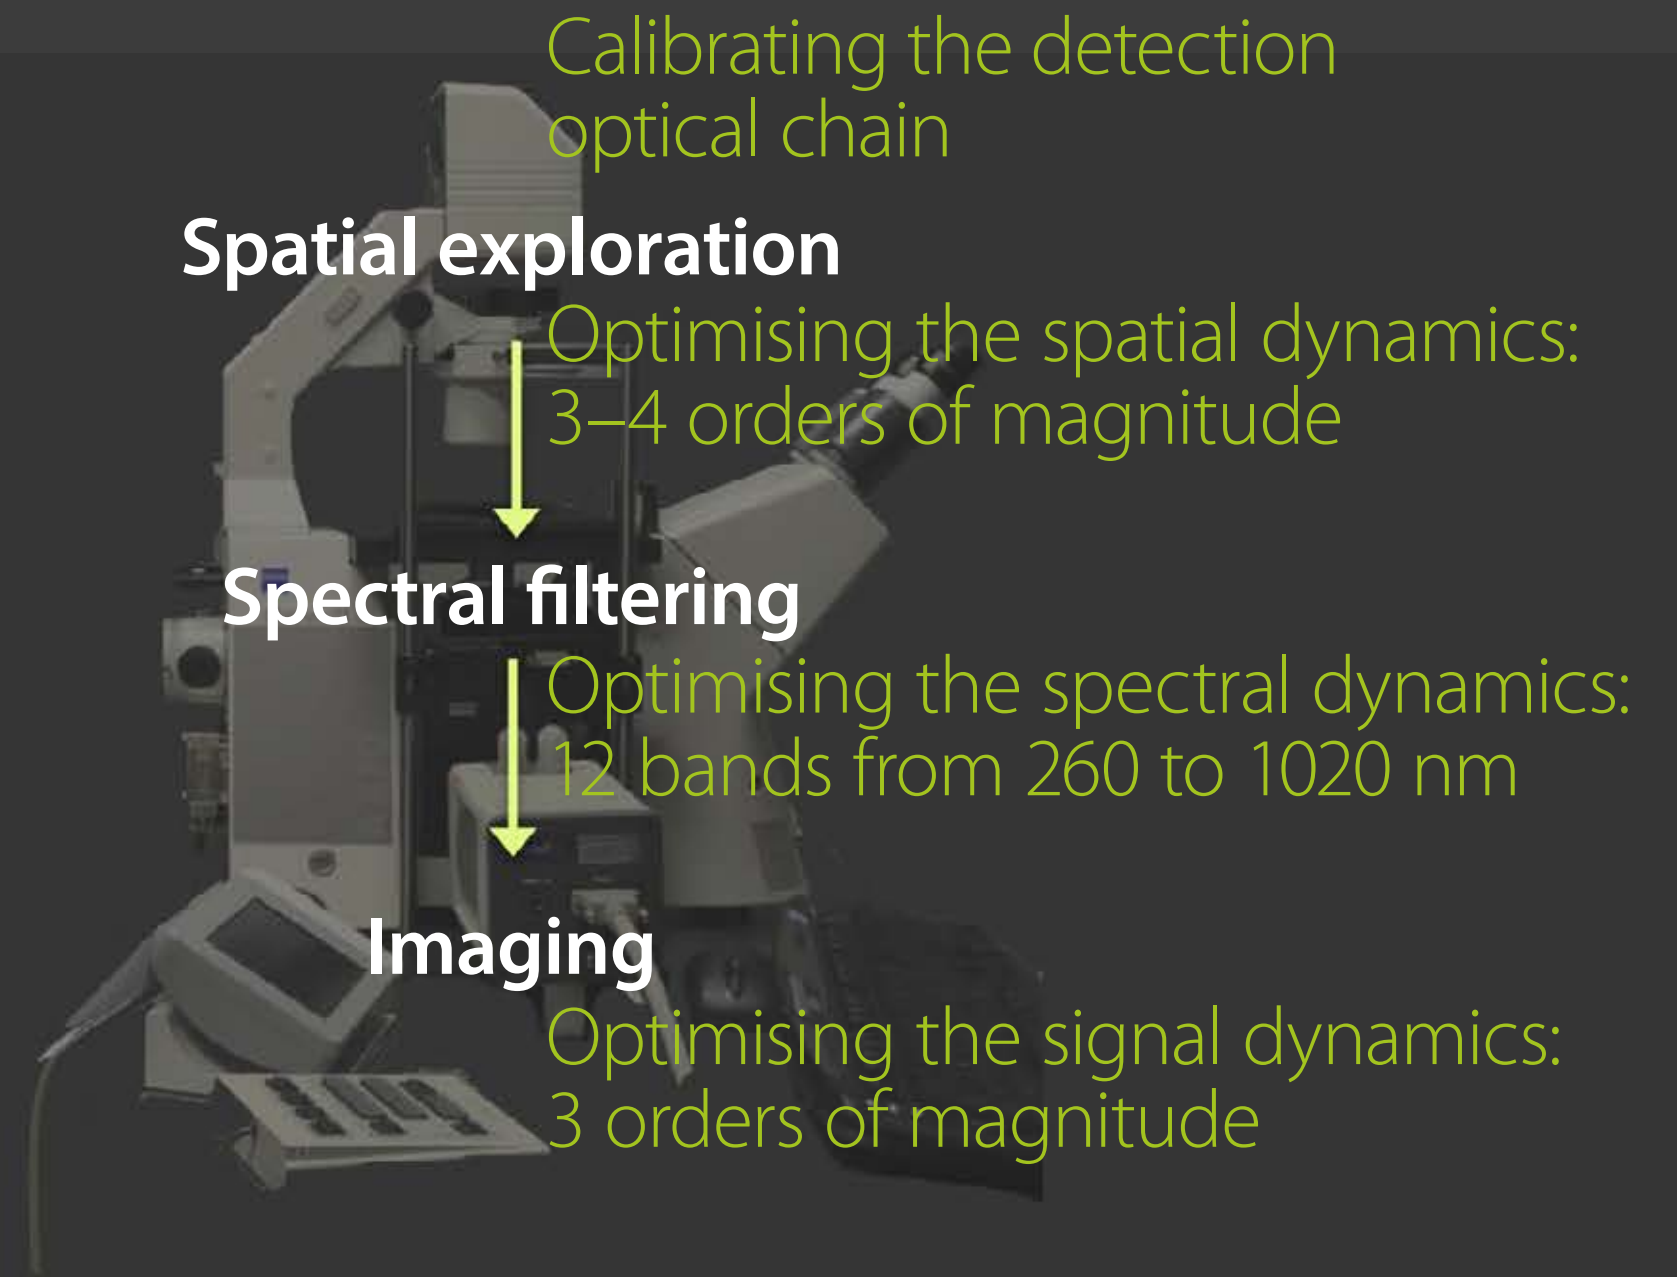 Calibrating the detection
optical chain
Spatial exploration
Optimising the spatial dynamics:
3–4 orders of magnitude
Spectral filtering
Optimising the spectral dynamics:
12 bands from 260 to 1020 nm
Imaging
Optimising the signal dynamics:
3 orders of magnitude